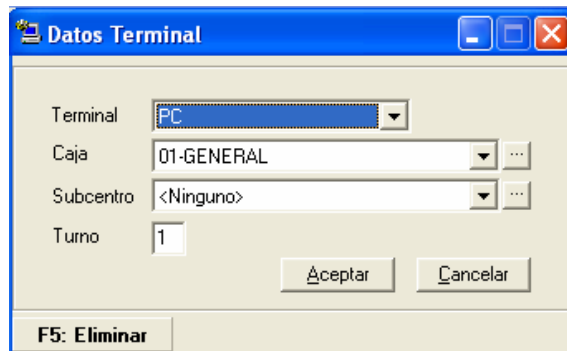 Datos Terminal
Terminal PC
Caja 01-GENERAL ...
Subcentro <Ninguno> ...
Turno 1
Aceptar Cancelar
F5: Eliminar